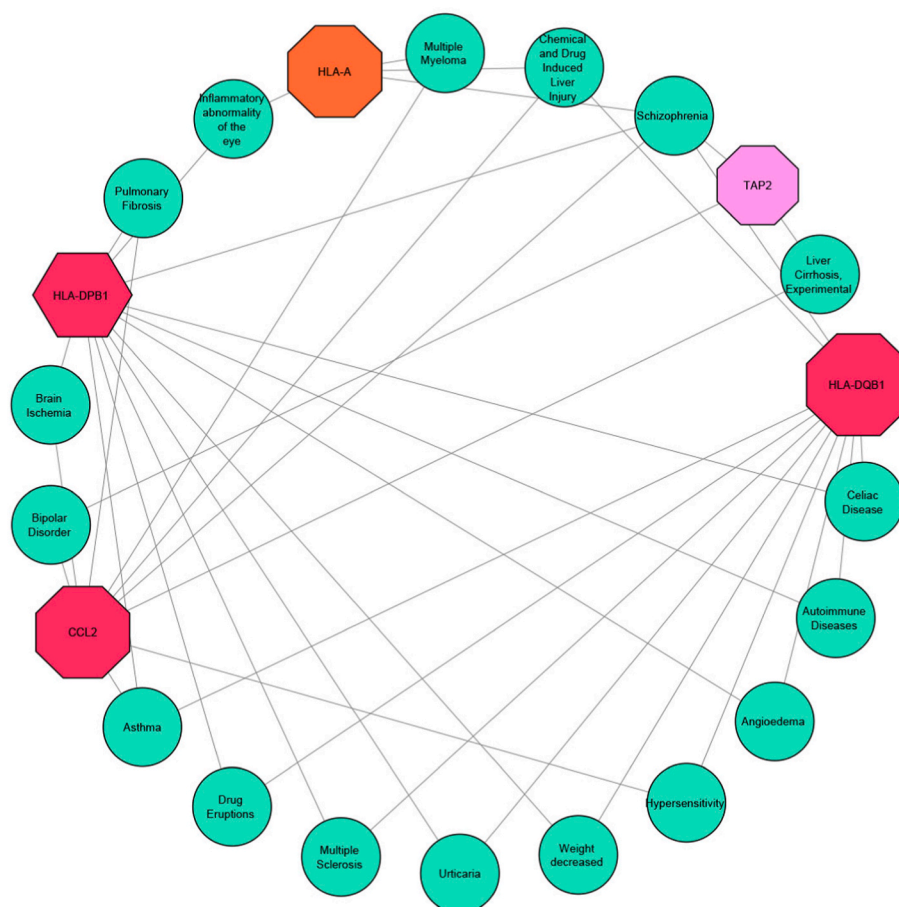 HLA-A
Multiple
Myeloma
Chemical
and Drug
Induced
Liver
Injury
Inflammatory
abnormality
of the
eye
Schizophrenia
Pulmonary
Fibrosis
TAP2
Liver
Cirrhosis,
Experimental
HLA-DPB1
HLA-DQB1
Brain
Ischemia
Celiac
Disease
Bipolar
Disorder
Autoimmune
Diseases
CCL2
Asthma
Angioedema
Drug
Eruptions
Hypersensitivity
Multiple
Sclerosis
Urticaria
Weight
decreased